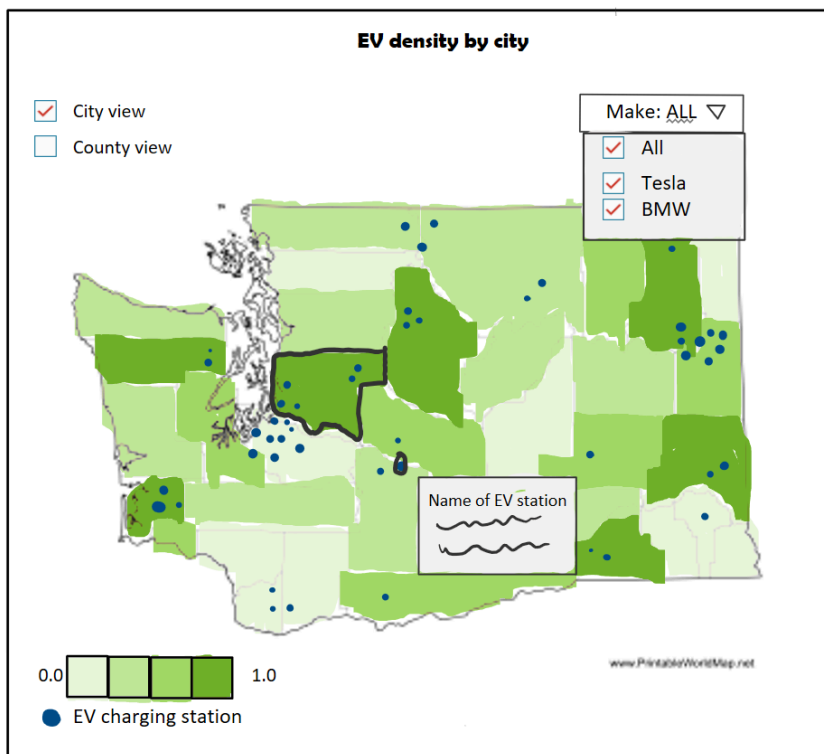 EV density by city
City view
County view
Make: ALL
All
Tesla
BMW
Name of EV station
0.0
1.0
EV charging station
www.PrintableWorldMap.net